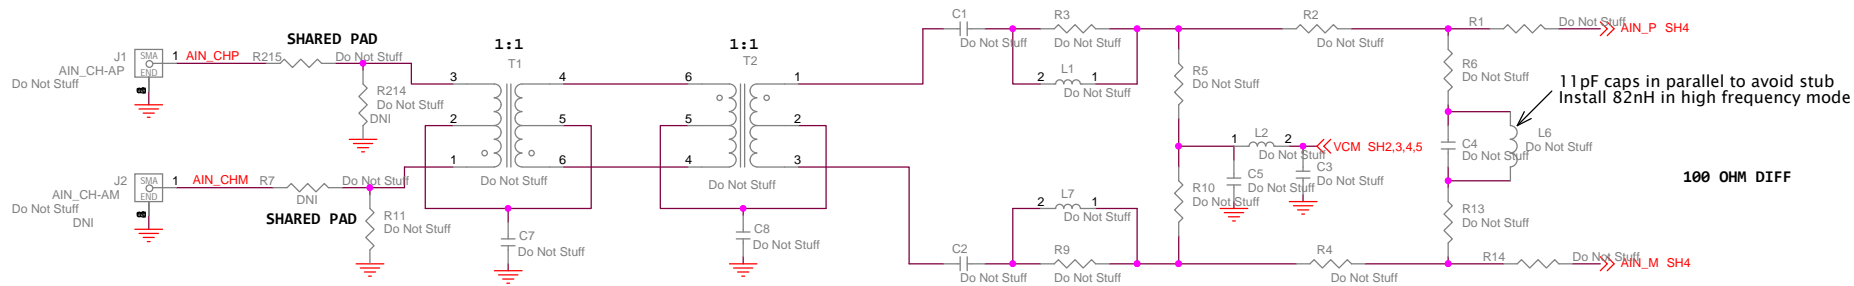 J1
AIN_CH-AP
Do Not Stuff
SMA
END
1
AIN_CHP
R215
SHARED PAD
Do Not Stuff
R214
Do Not Stuff
DNI
J2
AIN_CH-AM
Do Not Stuff
DNI
SMA
END
1
AIN_CHM
R7
DNI
SHARED PAD
Do Not Stuff
R11
Do Not Stuff
1:1
T1
3
2
1
4
5
6
Do Not Stuff
C7
Do Not Stuff
1:1
T2
6
5
4
1
2
3
Do Not Stuff
C8
Do Not Stuff
C1
Do Not Stuff
R3
Do Not Stuff
2
L1
1
Do Not Stuff
C2
Do Not Stuff
2
L7
1
Do Not Stuff
R9
Do Not Stuff
R5
Do Not Stuff
R10
Do Not Stuff
1
L2
2
Do Not Stuff
C5
Do Not Stuff
C3
Do Not Stuff
VCM SH2,3,4,5
R2
Do Not Stuff
R4
Do Not Stuff
R1
Do Not Stuff
AIN_P SH4
R6
Do Not Stuff
11pF caps in parallel to avoid stub
Install 82nH in high frequency mode
C4
Do Not Stuff
L6
Do Not Stuff
100 OHM DIFF
R13
Do Not Stuff
R14
Do Not Stuff
AIN_M SH4